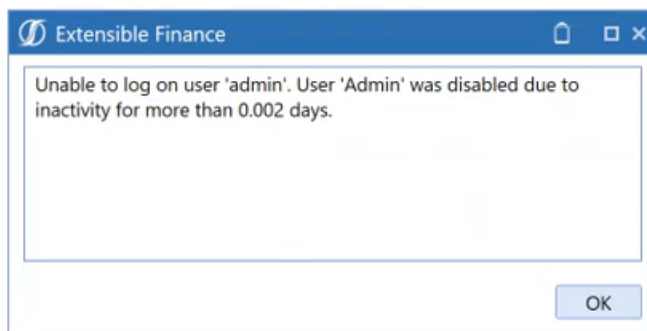 Extensible Finance
Unable to log on user 'admin'. User 'Admin' was disabled due to
inactivity for more than 0.002 days.
OK